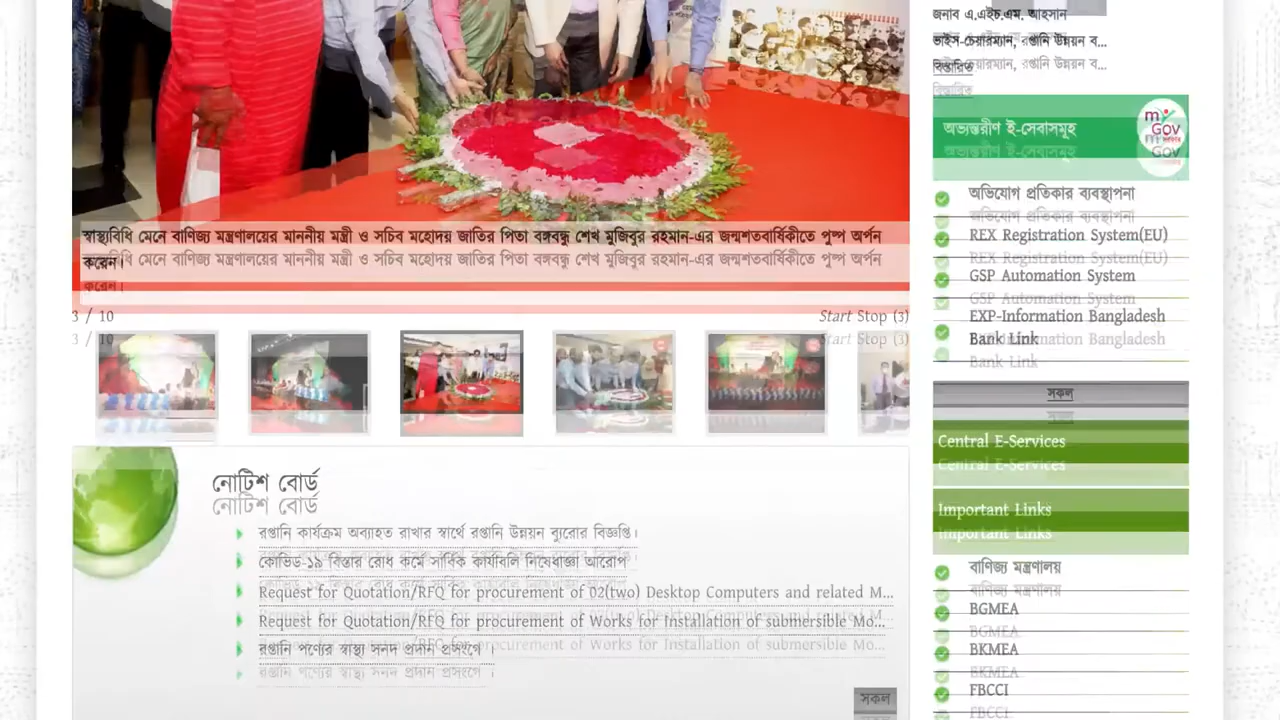 জনাব এ.এইচ.এম. আহসান
ভাইস-চেয়ারম্যান, রপ্তানি উন্নয়ন ব...
বিস্তারিত
অভ্যন্তরীণ ই-সেবাসমূহ
my Gov
অভিযোগ প্রতিকার ব্যবস্থাপনা
REX Registration System(EU)
GSP Automation System
EXP-Information Bangladesh
Bank Link
সকল
Central E-Services
Important Links
বাণিজ্য মন্ত্রণালয়
BGMEA
BKMEA
FBCCI
স্বাস্থ্যবিধি মেনে বাণিজ্য মন্ত্রণালয়ের মাননীয় মন্ত্রী ও সচিব মহোদয় জাতির পিতা বঙ্গবন্ধু শেখ মুজিবুর রহমান-এর জন্মশতবার্ষিকীতে পুষ্প অর্পন
করেন।
3 / 10
Start Stop (3)
নোটিশ বোর্ড
রপ্তানি কার্যক্রম অব্যাহত রাখার স্বার্থে রপ্তানি উন্নয়ন ব্যুরোর বিজ্ঞপ্তি।
কোভিড-১৯ বিস্তার রোধ কল্পে সার্বিক কার্যাবলি নিষেধাজ্ঞা আরোপ
Request for Quotation/RFQ for procurement of 02(two) Desktop Computers and related M...
Request for Quotation/RFQ for procurement of Works for Installation of submersible Mo...
রপ্তানি পণ্যের স্বাস্থ্য সনদ প্রদান প্রসংগে ।
সকল